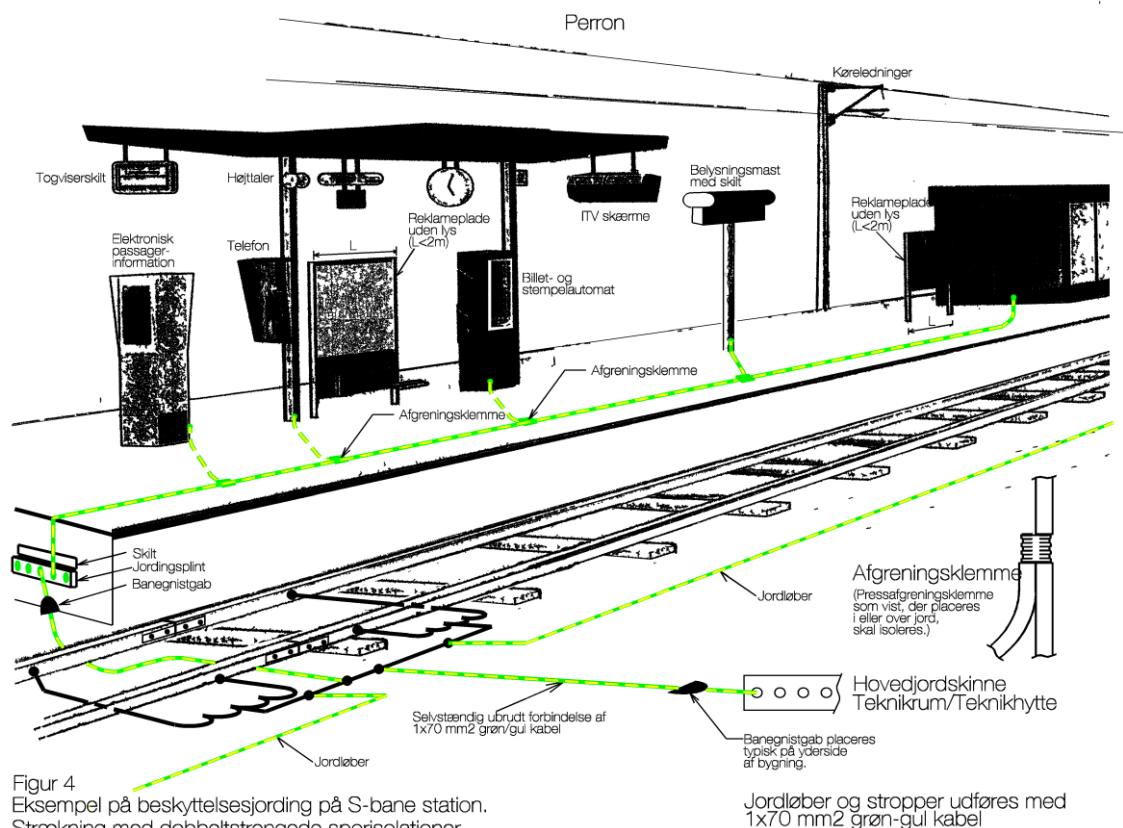 Perron
Køreledninger
Togviserskilt
Højttaler
Belysningsmast
med skilt
ITV skærme
Reklameplade
uden lys
(L<2m)
Reklameplade
uden lys
(L<2m)
Elektronisk
passager-
information
Telefon
L
Billet- og
stempelautomat
L
Afgreningsklemme
Afgreningsklemme
Skilt
Jordingsplint
Banegnistgab
Afgreningsklemme
(Pressafgreningsklemme
som vist, der placeres
i eller over jord,
skal isoleres.)
Jordløber
Hovedjordskinne
Teknikrum/Teknikhytte
Selvstændig ubrudt forbindelse af
1x70 mm2 grøn/gul kabel
Banegnistgab placeres
typisk på yderside
af bygning.
Jordløber
Figur 4
Eksempel på beskyttelsesjording på S-bane station.
Strækning med dobbeltstrengede sporisolationer
Jordløber og stropper udføres med
1x70 mm2 grøn-gul kabel